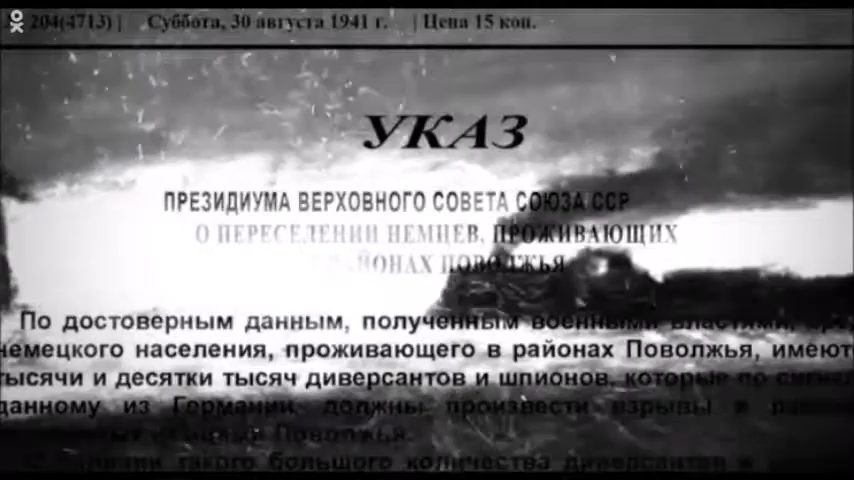 204(4713) | Суббота, 30 августа 1941 г. | Цена 15 коп.
УКАЗ
ПРЕЗИДИУМА ВЕРХОВНОГО СОВЕТА СОЮЗА ССР
О ПЕРЕСЕЛЕНИИ НЕМЦЕВ, ПРОЖИВАЮЩИХ
РАЙОНАХ ПОВОЛЖЬЯ
По достоверным данным, полученным военными властями,
немецкого населения, проживающего в районах Поволжья, имеют
тысячи и десятки тысяч диверсантов и шпионов, которые по
данному из Германии, должны произвести взрывы в
Поволжья.
такого большого количества диверсантов и